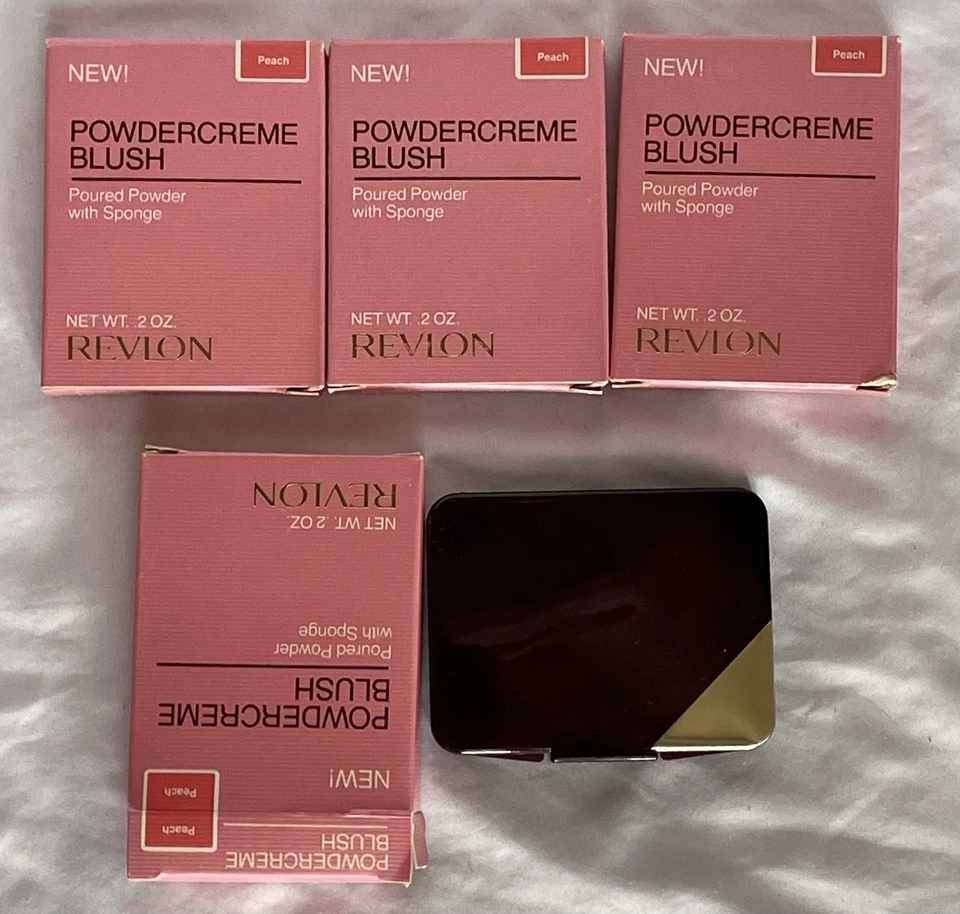 NEW!
Peach
POWDERCREME
BLUSH
Poured Powder
with Sponge
NET WT. .2 OZ.
REVLON
NEW!
Peach
POWDERCREME
BLUSH
Poured Powder
with Sponge
NET WT. .2 OZ.
REVLON
NEW!
Peach
POWDERCREME
BLUSH
Poured Powder
with Sponge
NET WT. .2 OZ.
REVLON
POWDERCREME
BLUSH
Peach
NEW!
Peach
POWDERCREME
BLUSH
Poured Powder
with Sponge
NET WT. .2 OZ.
REVLON